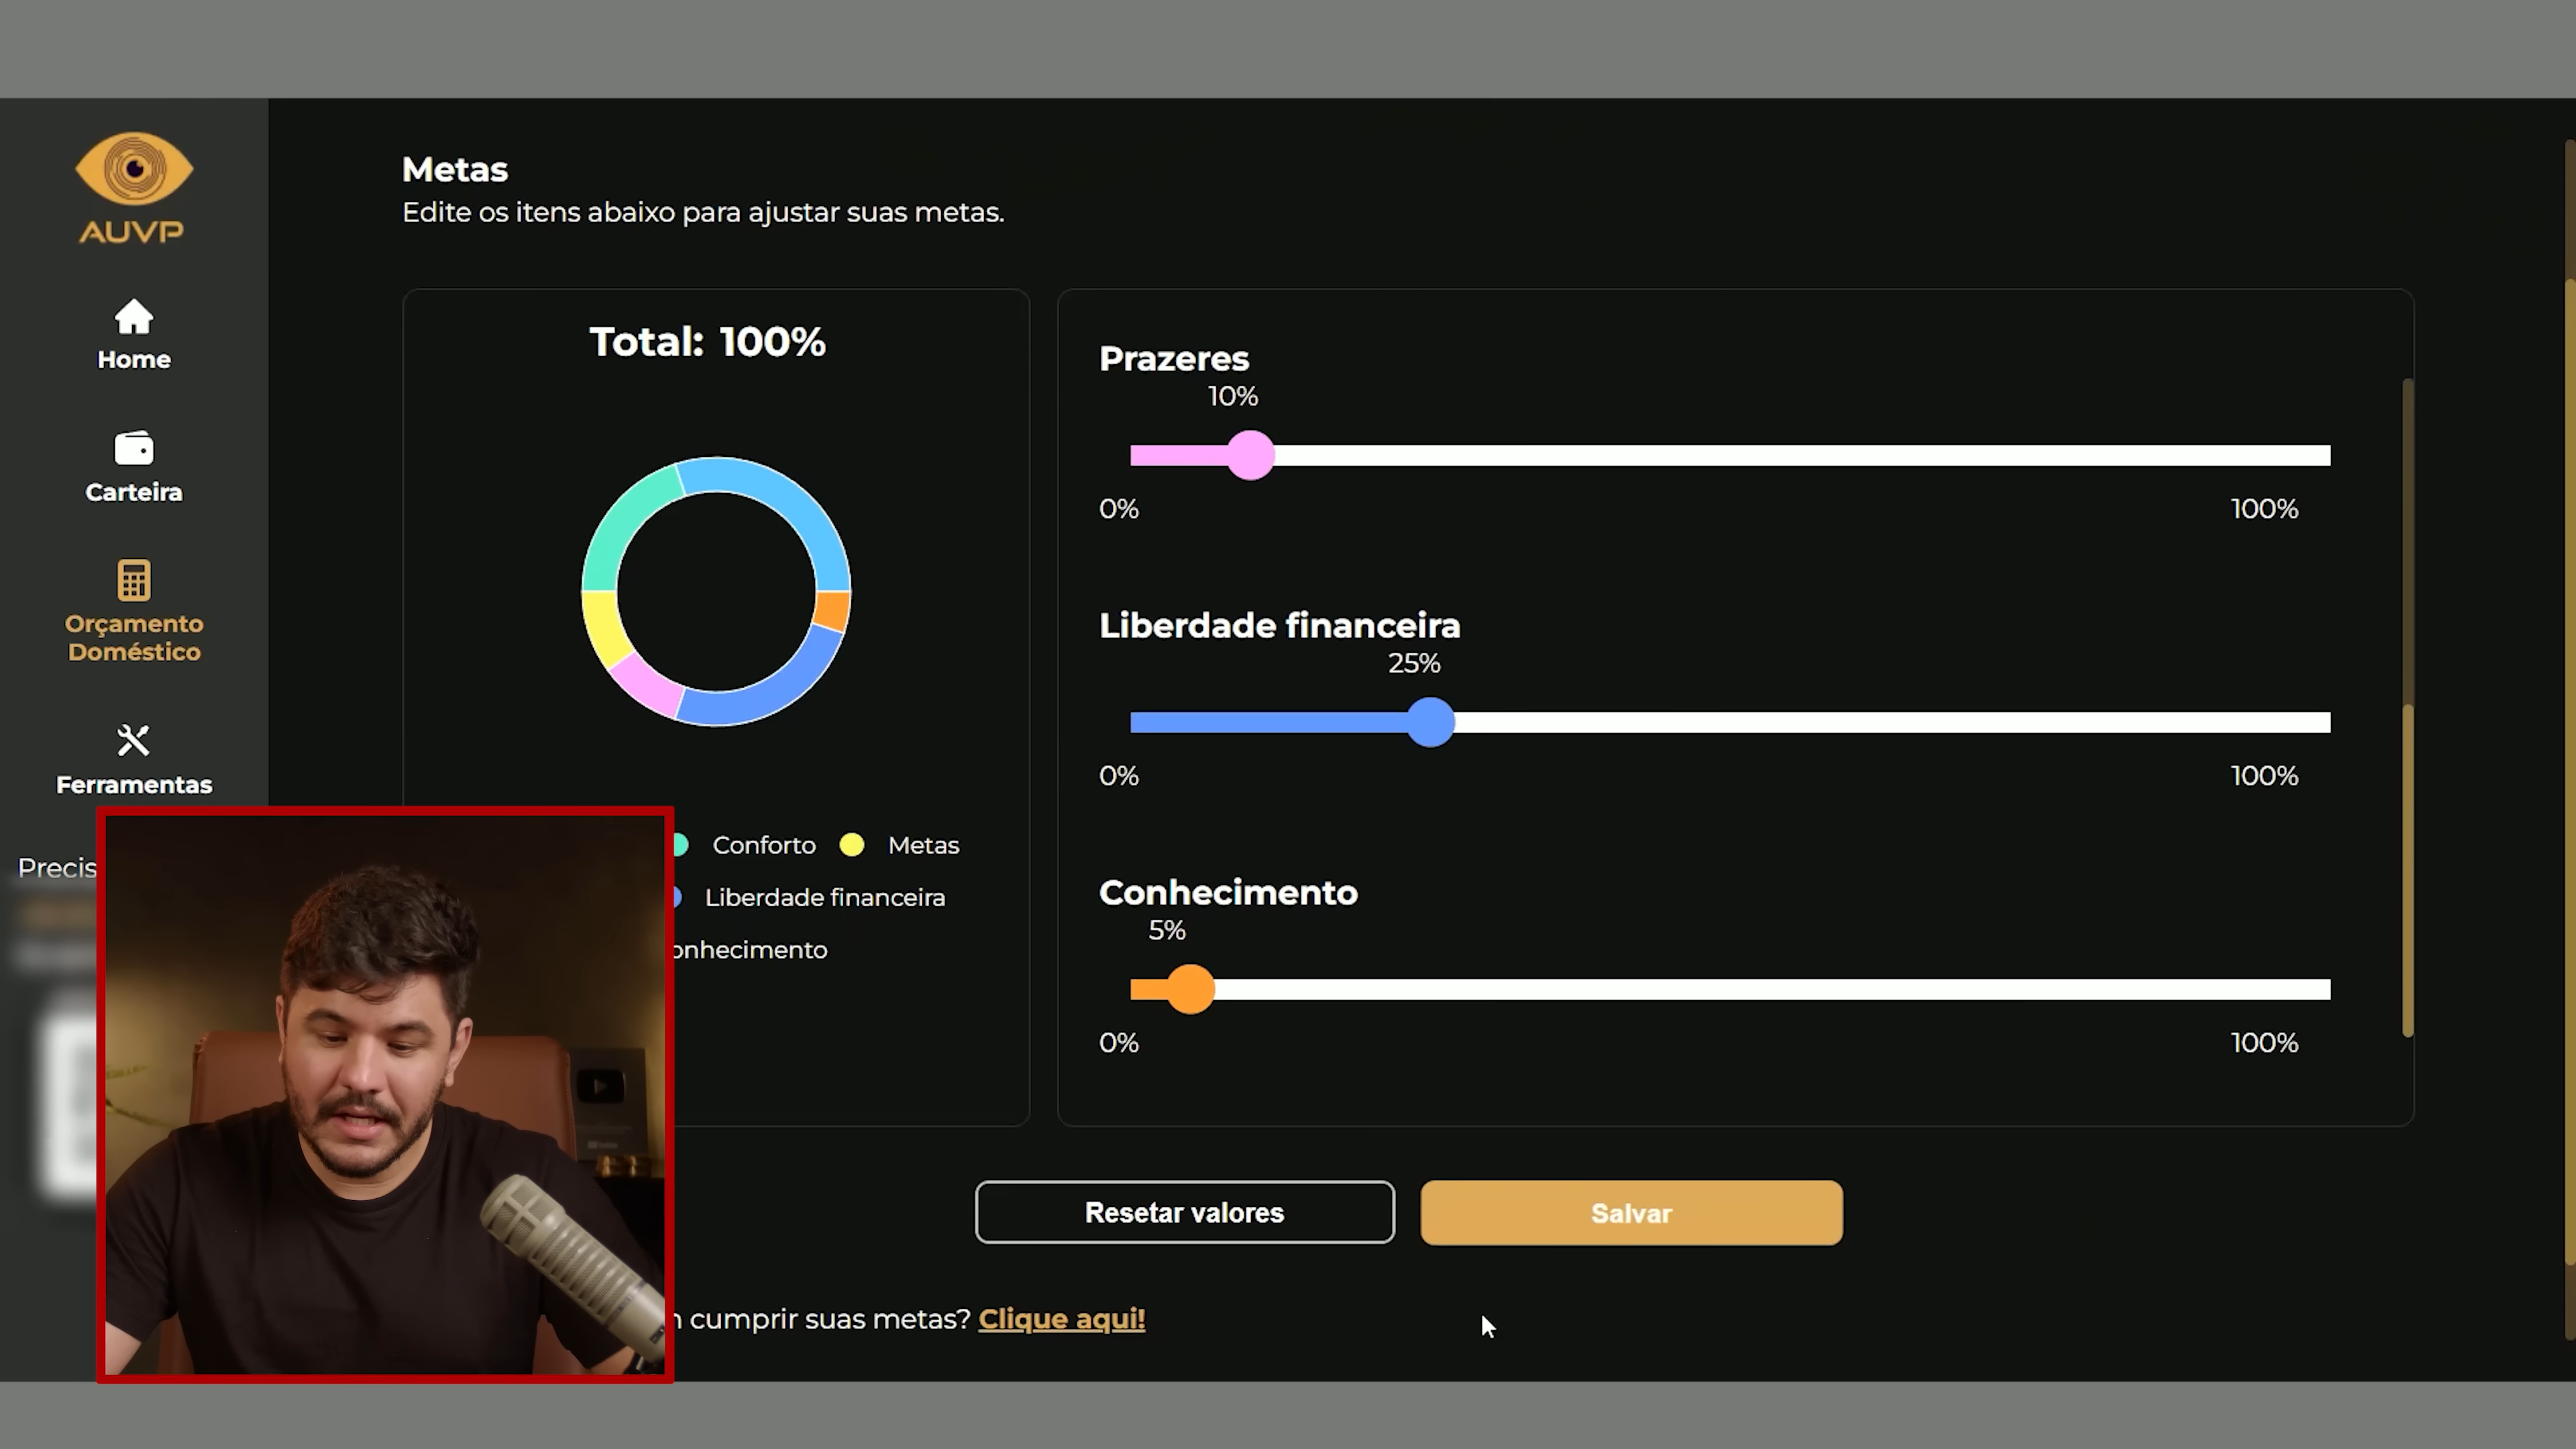 AUVP
Home
Carteira
Orçamento
Doméstico
Ferramentas
Metas
Edite os itens abaixo para ajustar suas metas.
Total: 100%
Conforto
Metas
Liberdade financeira
Prazeres
10%
0%
100%
Liberdade financeira
25%
0%
100%
Conhecimento
5%
0%
100%
Resetar valores
Salvar
cumprir suas metas? Clique aqui!